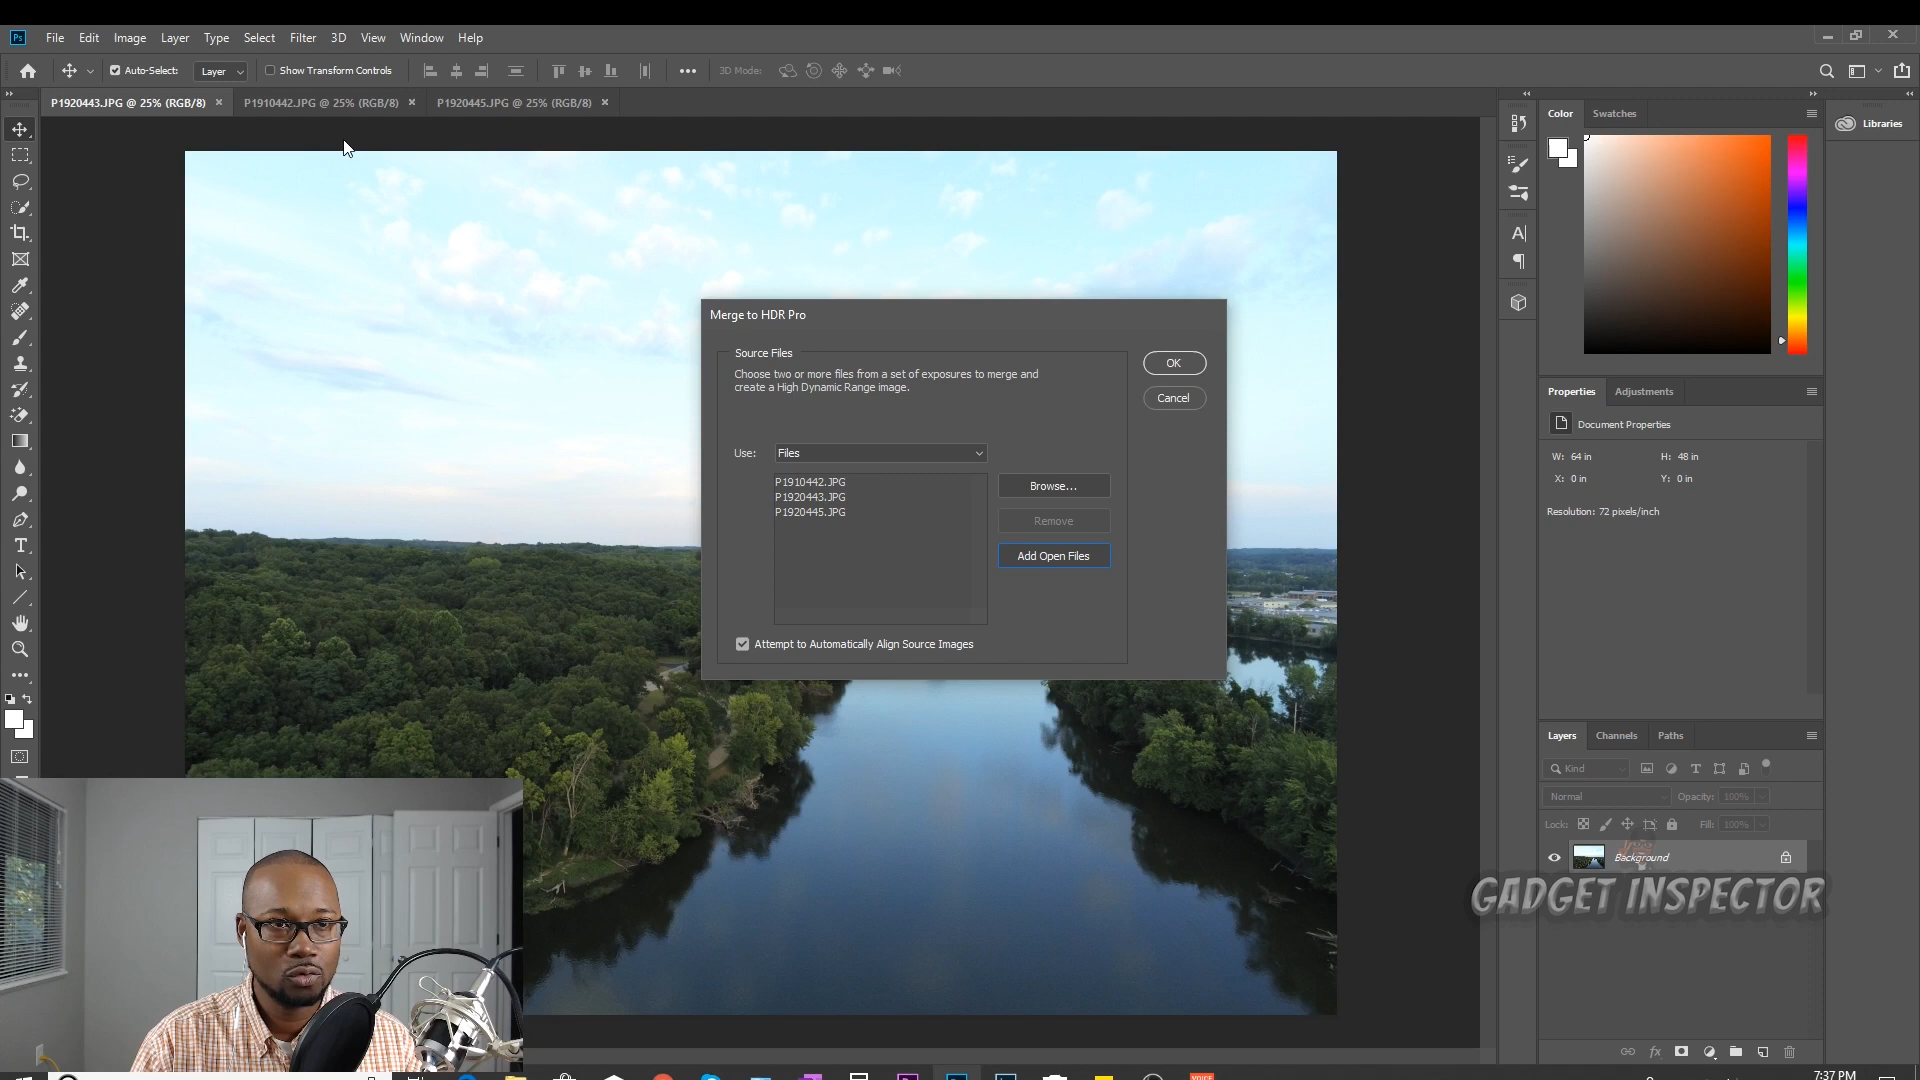 Ps File Edit Image Layer Type Select Filter 3D View Window Help
Auto-Select: Layer Show Transform Controls 3D Mode:
P1920443.JPG @ 25% (RGB/8) P1910442.JPG @ 25% (RGB/8) P1920445.JPG @ 25% (RGB/8)
Color Swatches
Libraries
Merge to HDR Pro
Source Files
Choose two or more files from a set of exposures to merge and
create a High Dynamic Range image.
OK
Cancel
Use: Files
P1910442.JPG
P1920443.JPG
P1920445.JPG
Browse...
Remove
Add Open Files
Attempt to Automatically Align Source Images
Properties Adjustments
Document Properties
W: 64 in H: 48 in
X: 0 in Y: 0 in
Resolution: 72 pixels/inch
Layers Channels Paths
Kind
Normal Opacity: 100%
Lock: Fill: 100%
Background
GADGET INSPECTOR
fx
7:37 PM